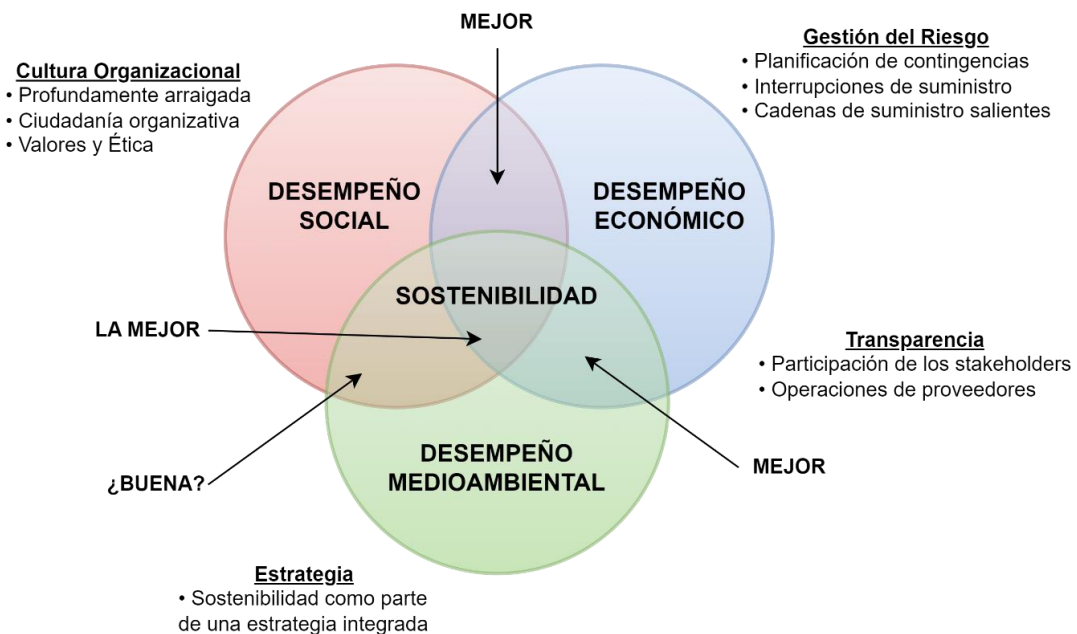 MEJOR
Cultura Organizacional
• Profundamente arraigada
• Ciudadanía organizativa
• Valores y Ética
Gestión del Riesgo
• Planificación de contingencias
• Interrupciones de suministro
• Cadenas de suministro salientes
DESEMPEÑO
SOCIAL
DESEMPEÑO
ECONÓMICO
SOSTENIBILIDAD
LA MEJOR
Transparencia
• Participación de los stakeholders
• Operaciones de proveedores
DESEMPEÑO
MEDIOAMBIENTAL
MEJOR
¿BUENA?
Estrategia
• Sostenibilidad como parte
de una estrategia integrada